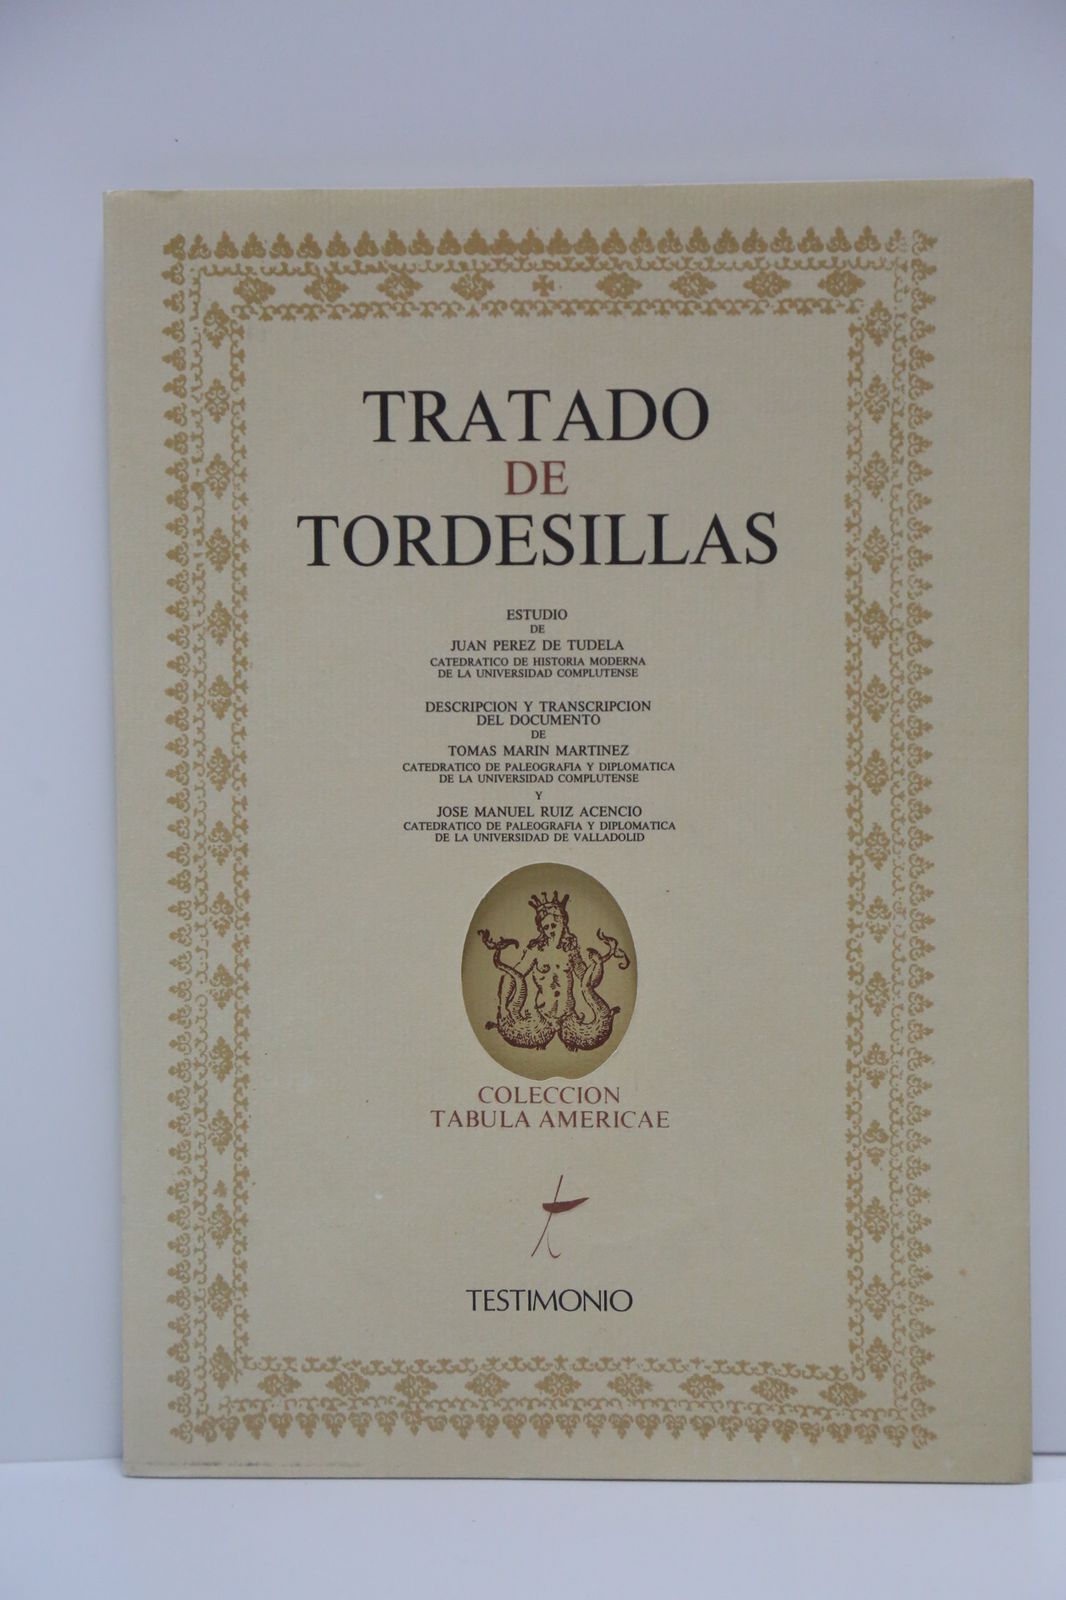 TRATADO
DE
TORDESILLAS
ESTUDIO
DE
JUAN PEREZ DE TUDELA
CATEDRATICO DE HISTORIA MODERNA
DE LA UNIVERSIDAD COMPLUTENSE
DESCRIPCION Y TRANSCRIPCION
DEL DOCUMENTO
DE
TOMAS MARIN MARTINEZ
CATEDRATICO DE PALEOGRAFIA Y DIPLOMATICA
DE LA UNIVERSIDAD COMPLUTENSE
Y
JOSE MANUEL RUIZ ACENCIO
CATEDRATICO DE PALEOGRAFIA Y DIPLOMATICA
DE LA UNIVERSIDAD DE VALLADOLID
COLECCION
TABULA AMERICAE
TESTIMONIO